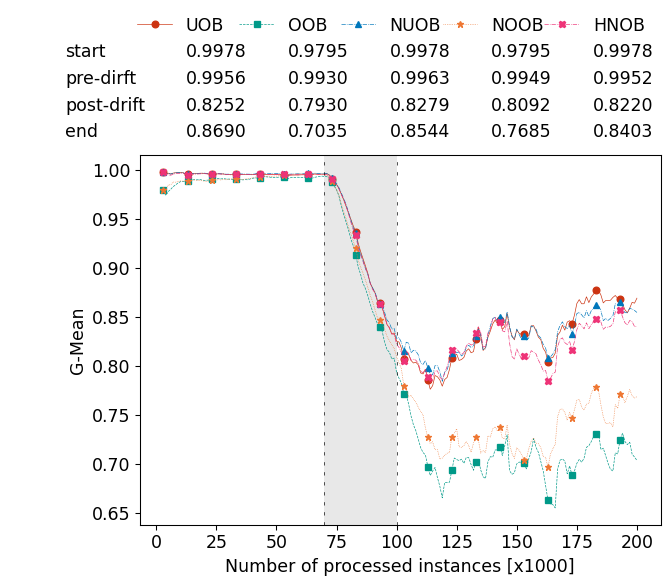 UOB OOB NUOB NOOB HNOB
start 0.9978 0.9795 0.9978 0.9795 0.9978
pre-dirft 0.9956 0.9930 0.9963 0.9949 0.9952
post-drift 0.8252 0.7930 0.8279 0.8092 0.8220
end 0.8690 0.7035 0.8544 0.7685 0.8403
1.00
0.95
0.90
0.85
0.80
0.75
0.70
0.65
G-Mean
0 25 50 75 100 125 150 175 200
Number of processed instances [x1000]